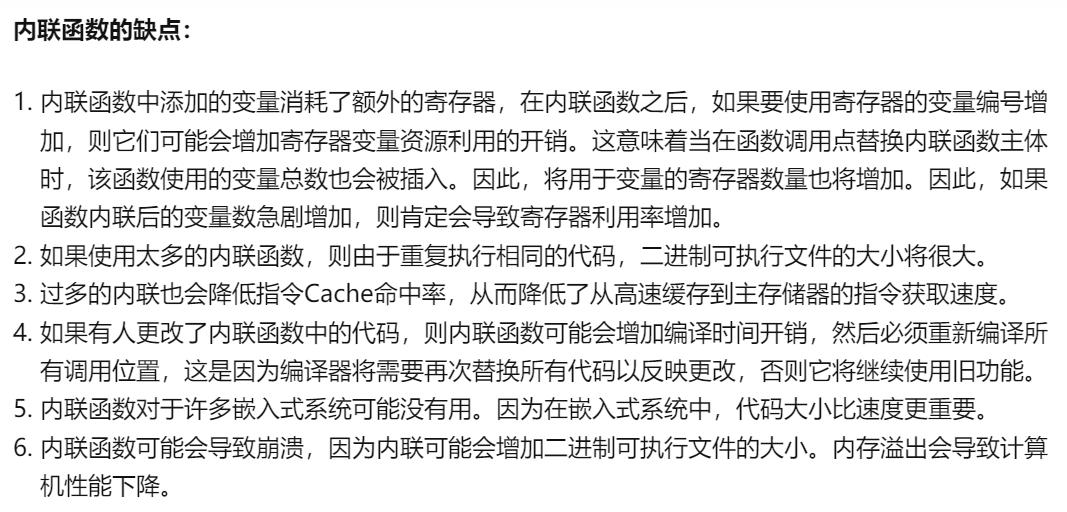 内联函数的缺点：
1. 内联函数中添加的变量消耗了额外的寄存器，在内联函数之后，如果要使用寄存器的变量编号增
加，则它们可能会增加寄存器变量资源利用的开销。这意味着当在函数调用点替换内联函数主体
时，该函数使用的变量总数也会被插入。因此，将用于变量的寄存器数量也将增加。因此，如果
函数内联后的变量数急剧增加，则肯定会导致寄存器利用率增加。
2. 如果使用太多的内联函数，则由于重复执行相同的代码，二进制可执行文件的大小将很大。
3. 过多的内联也会降低指令Cache命中率，从而降低了从高速缓存到主存储器的指令获取速度。
4. 如果有人更改了内联函数中的代码，则内联函数可能会增加编译时间开销，然后必须重新编译所
有调用位置，这是因为编译器将需要再次替换所有代码以反映更改，否则它将继续使用旧功能。
5. 内联函数对于许多嵌入式系统可能没有用。因为在嵌入式系统中，代码大小比速度更重要。
6. 内联函数可能会导致崩溃，因为内联可能会增加二进制可执行文件的大小。内存溢出会导致计算
机性能下降。